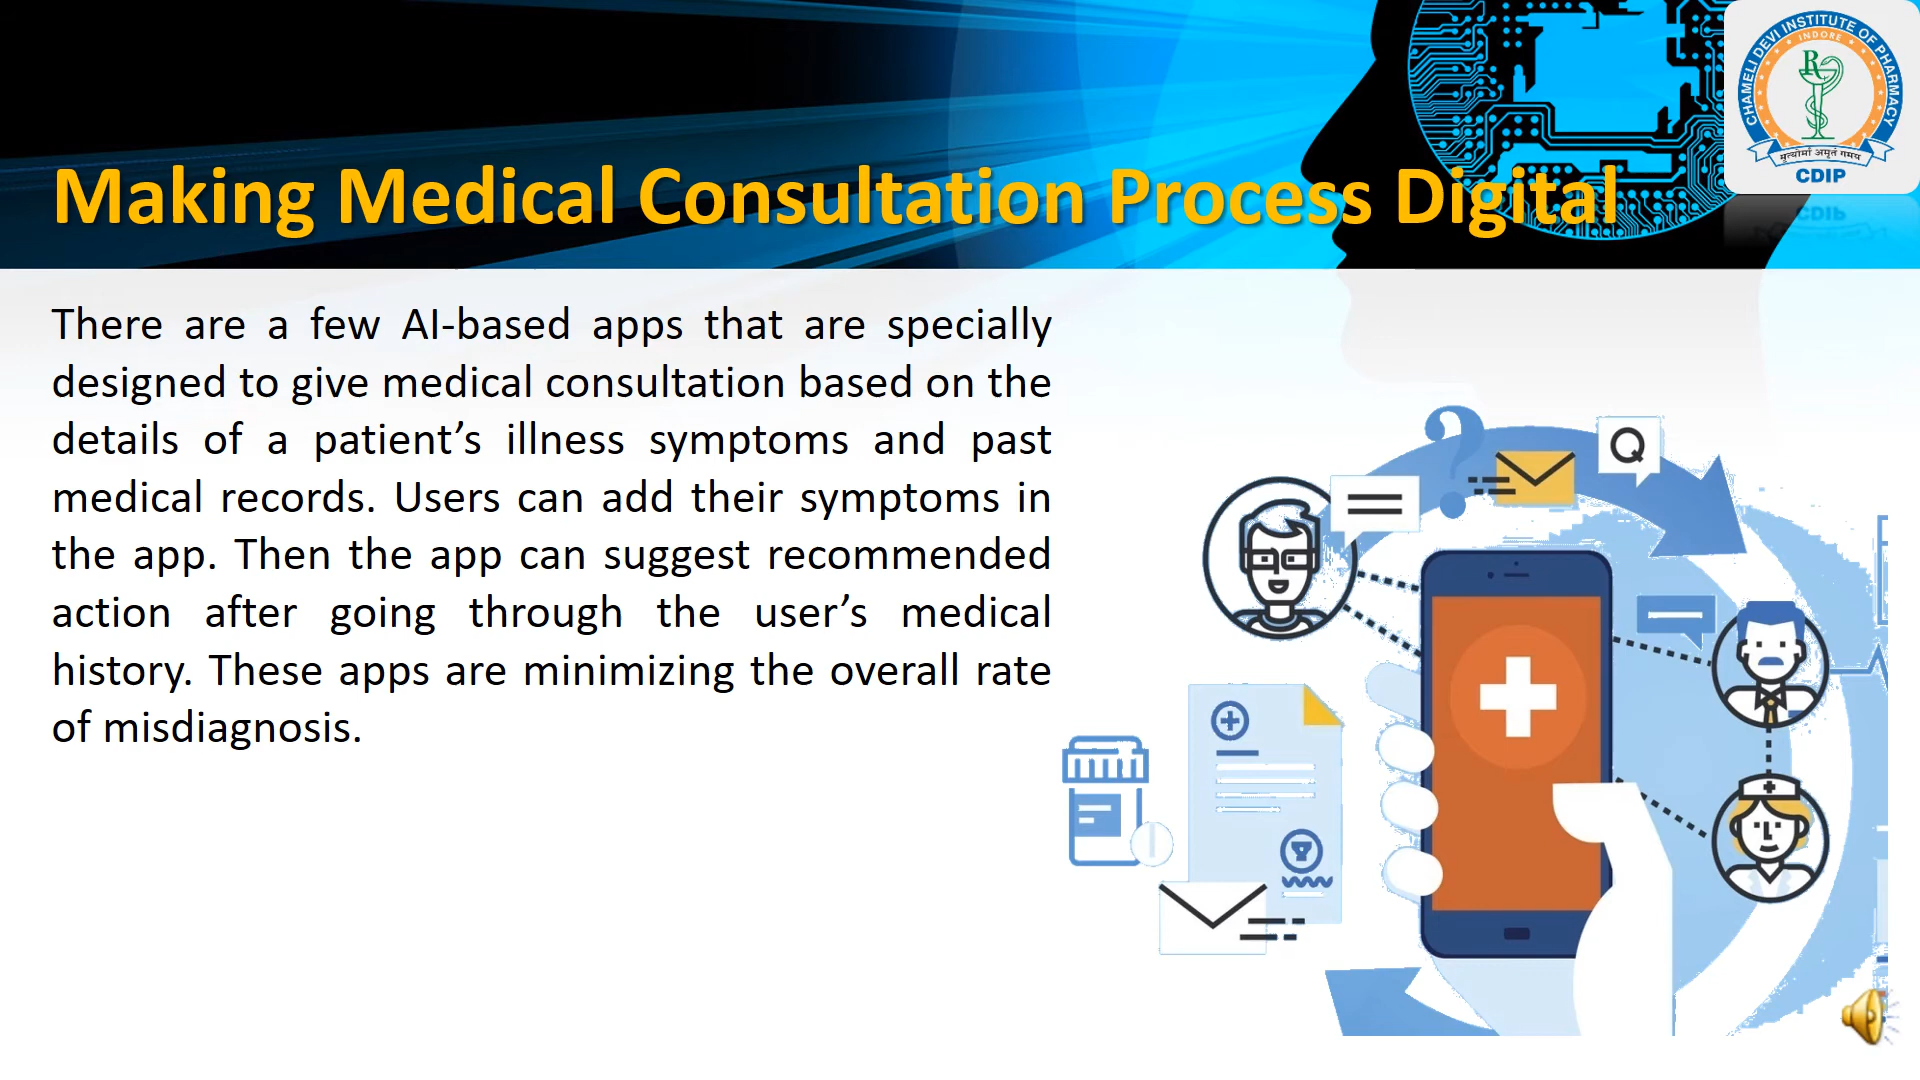 CHAMELI DEVI INSTITUTE OF PHARMACY
INDORE
R
मृत्योर्मा अमृतं गमय
CDIP
Making Medical Consultation Process Digital
There are a few AI-based apps that are specially
designed to give medical consultation based on the
details of a patient’s illness symptoms and past
medical records. Users can add their symptoms in
the app. Then the app can suggest recommended
action after going through the user’s medical
history. These apps are minimizing the overall rate
of misdiagnosis.
?
Q